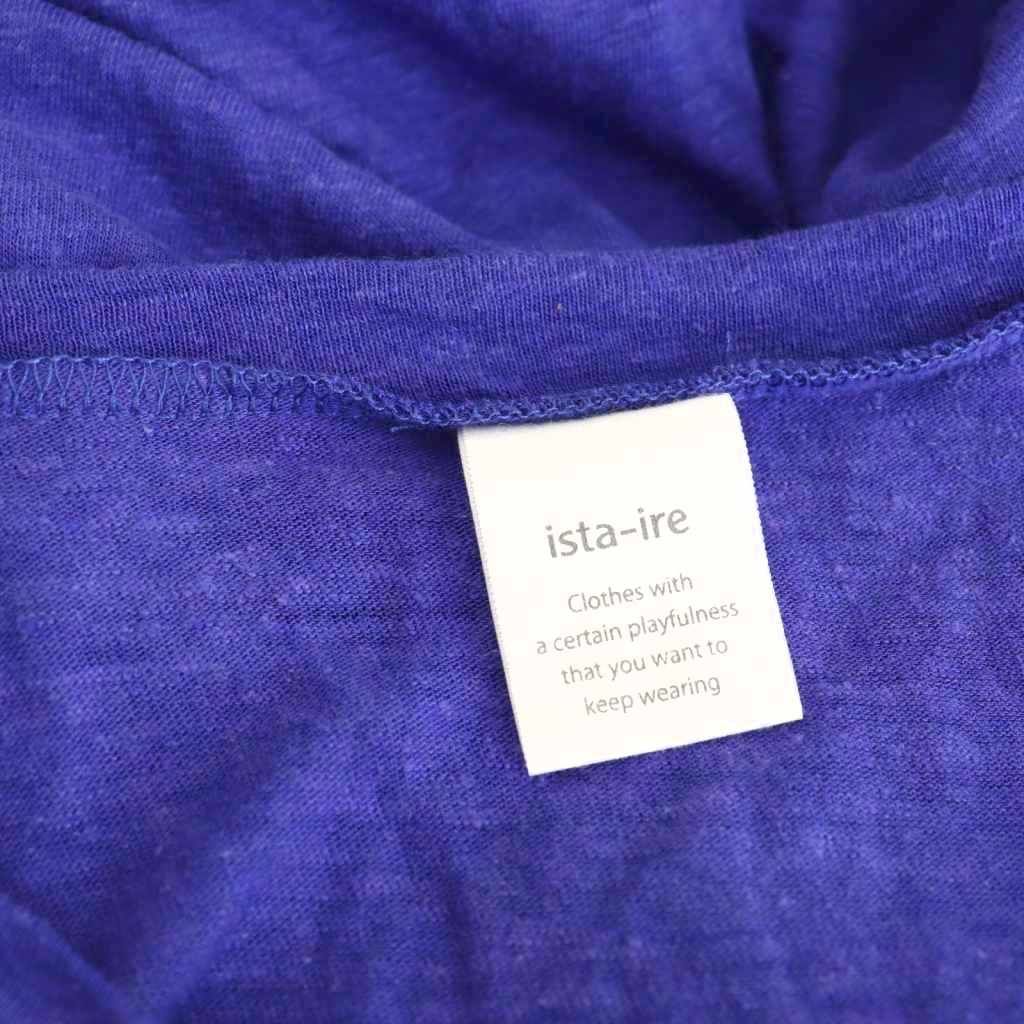 ista-ire
Clothes with
a certain playfulness
that you want to
keep wearing